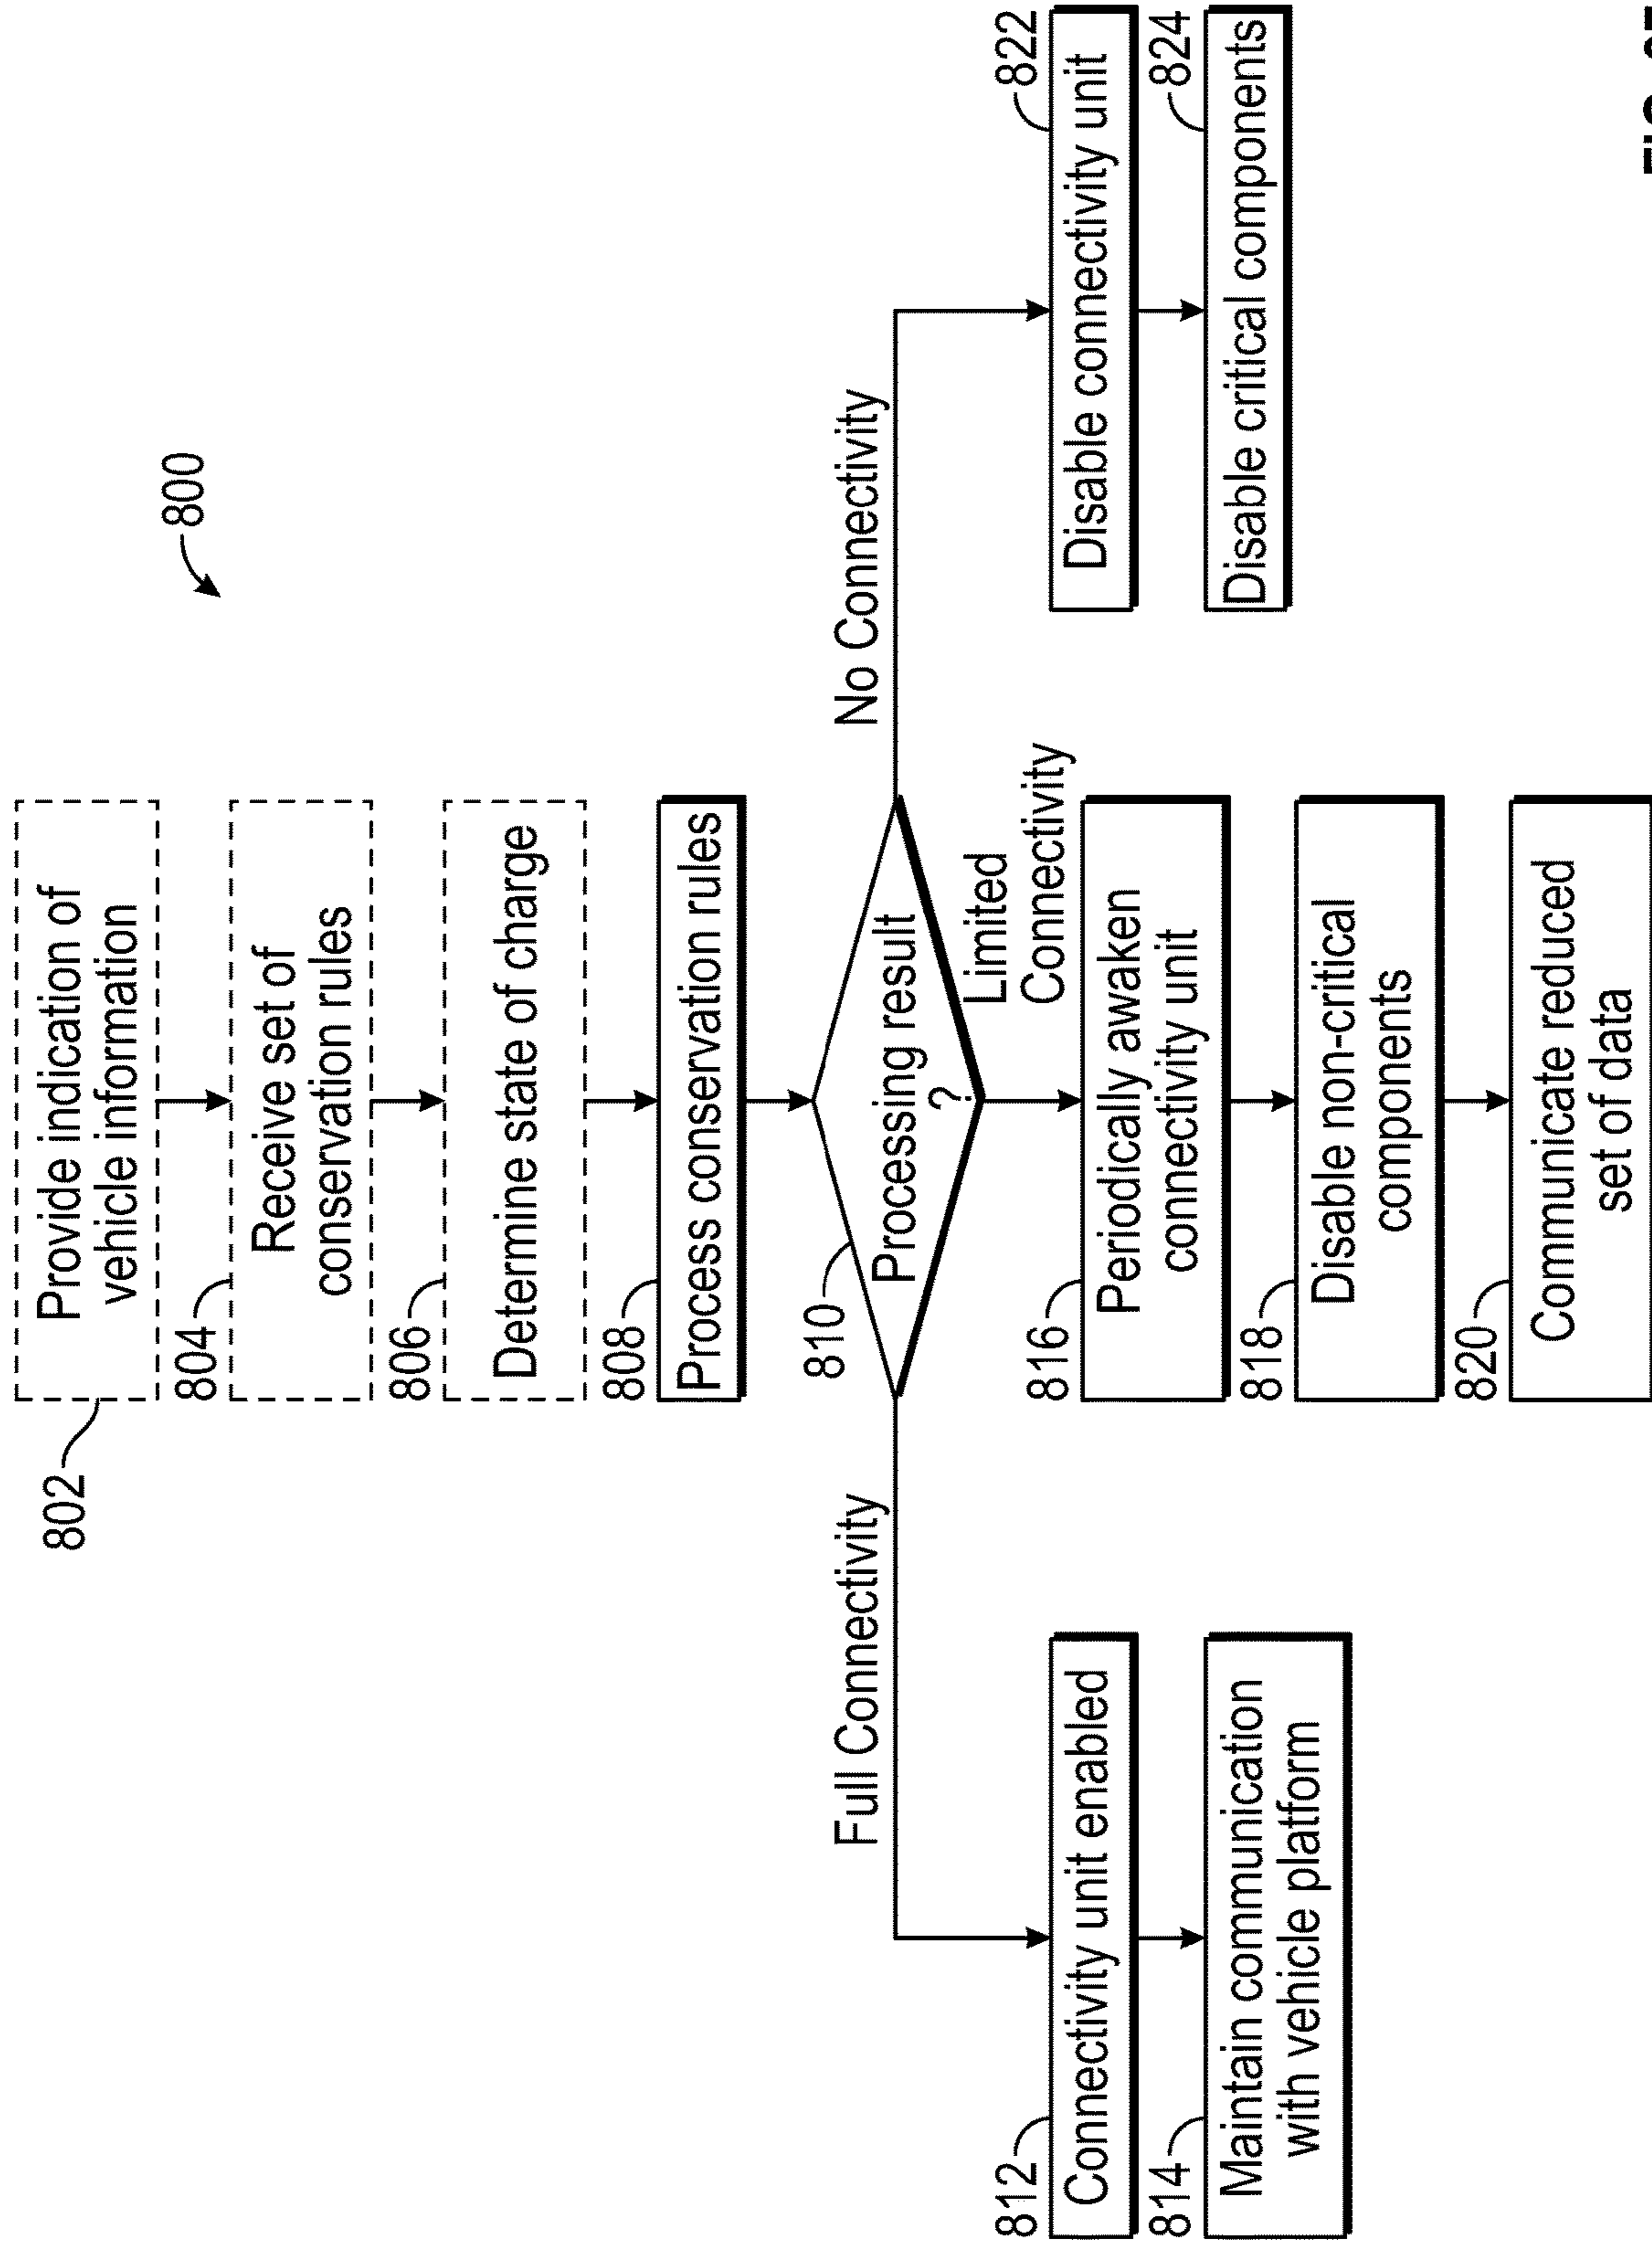 800
802
Provide indication of
vehicle information
804
Receive set of
conservation rules
806
Determine state of charge
808
Process conservation rules
810
Processing result
?
Full Connectivity
Limited
Connectivity
No Connectivity
812
Connectivity unit enabled
814
Maintain communication
with vehicle platform
816
Periodically awaken
connectivity unit
818
Disable non-critical
components
820
Communicate reduced
set of data
822
Disable connectivity unit
824
Disable critical components
FIG.